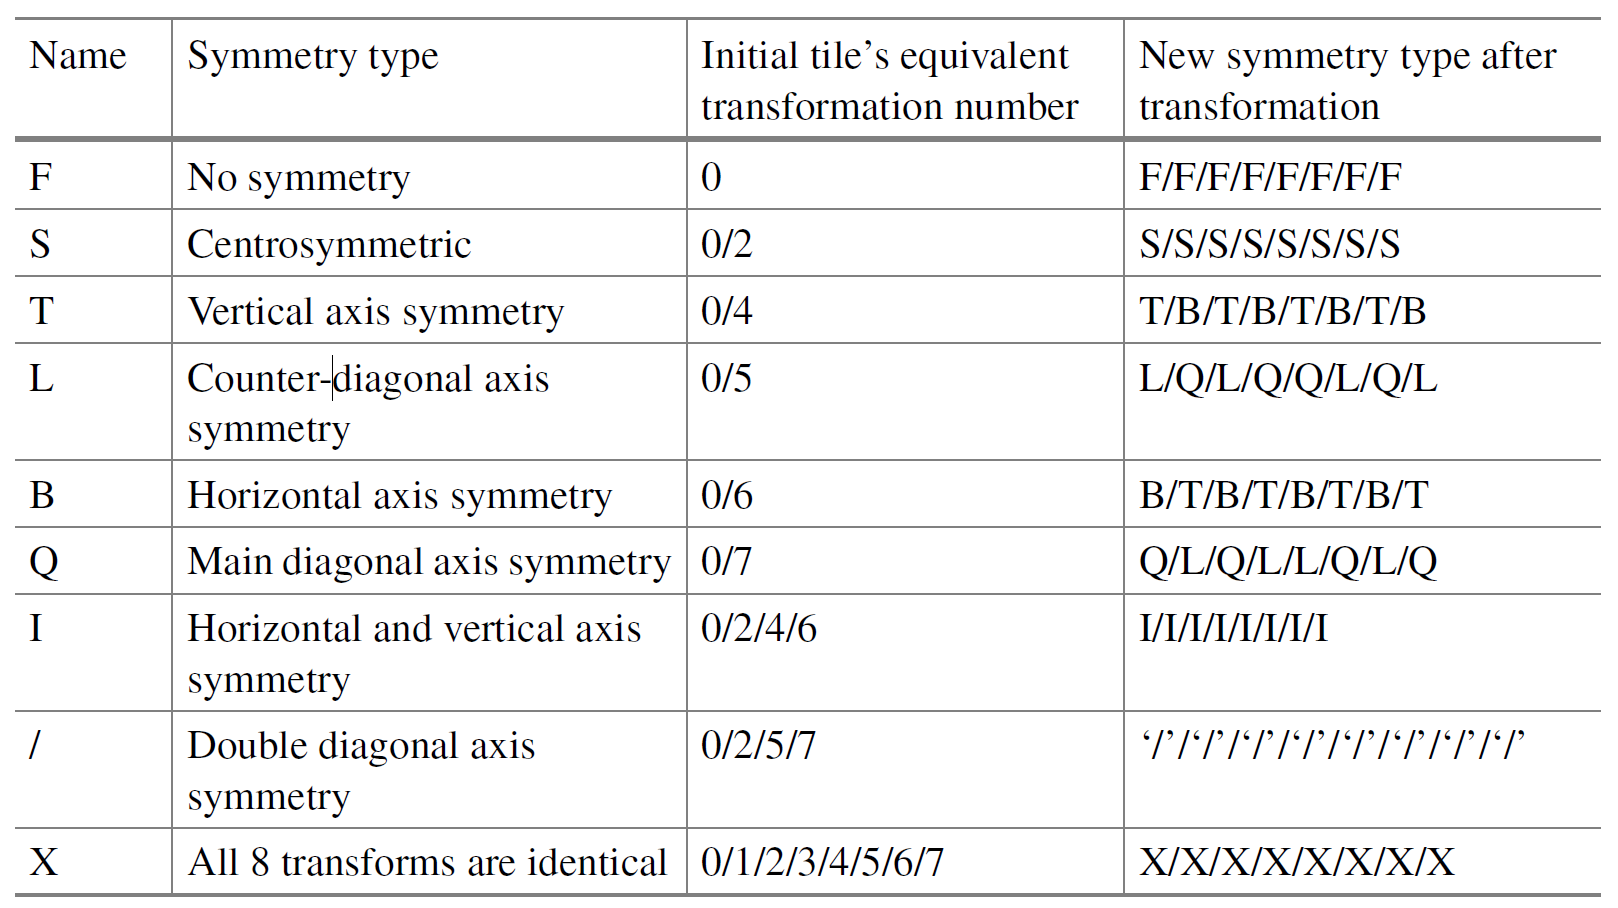 Name Symmetry type Initial tile’s equivalent transformation number New symmetry type after transformation
F No symmetry 0 F/F/F/F/F/F/F/F
S Centrosymmetric 0/2 S/S/S/S/S/S/S/S
T Vertical axis symmetry 0/4 T/B/T/B/T/B/T/B
L Counter-diagonal axis symmetry 0/5 L/Q/L/Q/Q/L/Q/L
B Horizontal axis symmetry 0/6 B/T/B/T/B/T/B/T
Q Main diagonal axis symmetry 0/7 Q/L/Q/L/L/Q/L/Q
I Horizontal and vertical axis symmetry 0/2/4/6 I/I/I/I/I/I/I/I
/ Double diagonal axis symmetry 0/2/5/7 ‘/’/‘/’/‘/’/‘/’/‘/’/‘/’/‘/’/‘/’
X All 8 transforms are identical 0/1/2/3/4/5/6/7 X/X/X/X/X/X/X/X